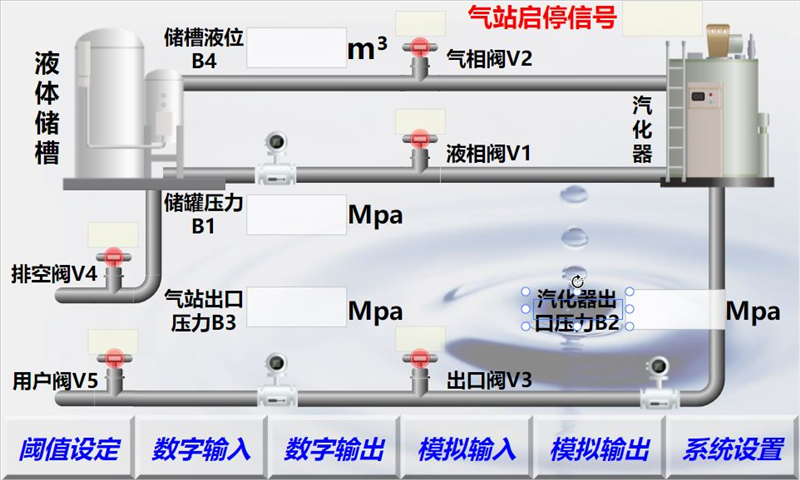 气站启停信号
储槽液位
B4
m³
气相阀V2
液体储槽
汽化器
液相阀V1
储罐压力
B1
Mpa
排空阀V4
气站出口
压力B3
Mpa
汽化器出
口压力B2
Mpa
用户阀V5
出口阀V3
阈值设定
数字输入
数字输出
模拟输入
模拟输出
系统设置